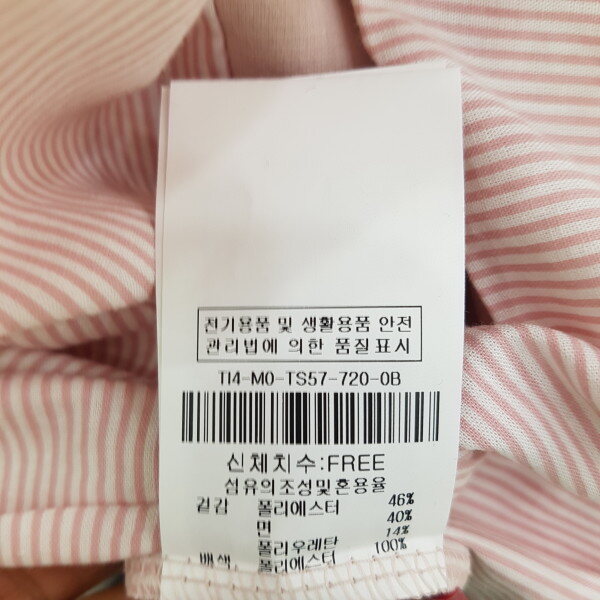 전기용품 및 생활용품 안전
관리법에 의한 품질표시
TI4-MO-TS57-720-0B
신체치수:FREE
섬유의조성및혼용율
겉감 폴리에스터 46%
면 40%
폴리우레탄 14%
배색 폴리에스터 100%